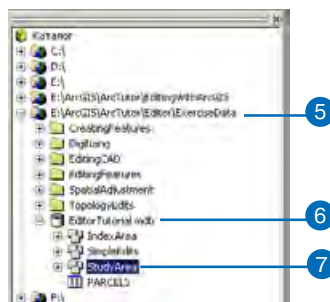 Katalor
C:\
D:\
E:\
E:\ArcGIS\ArcTutor\EditingWithArcGIS
E:\ArcGIS\ArcTutor\Editor\ExerciseData
5
CreatingFeatures
Digitizing
EditingCAD
EditingFeatures
SpatialAdjustment
TopologyEdits
EditorTutorial.mdb
6
IndexArea
SimpleEdits
StudyArea
7
PARCELS
P:\